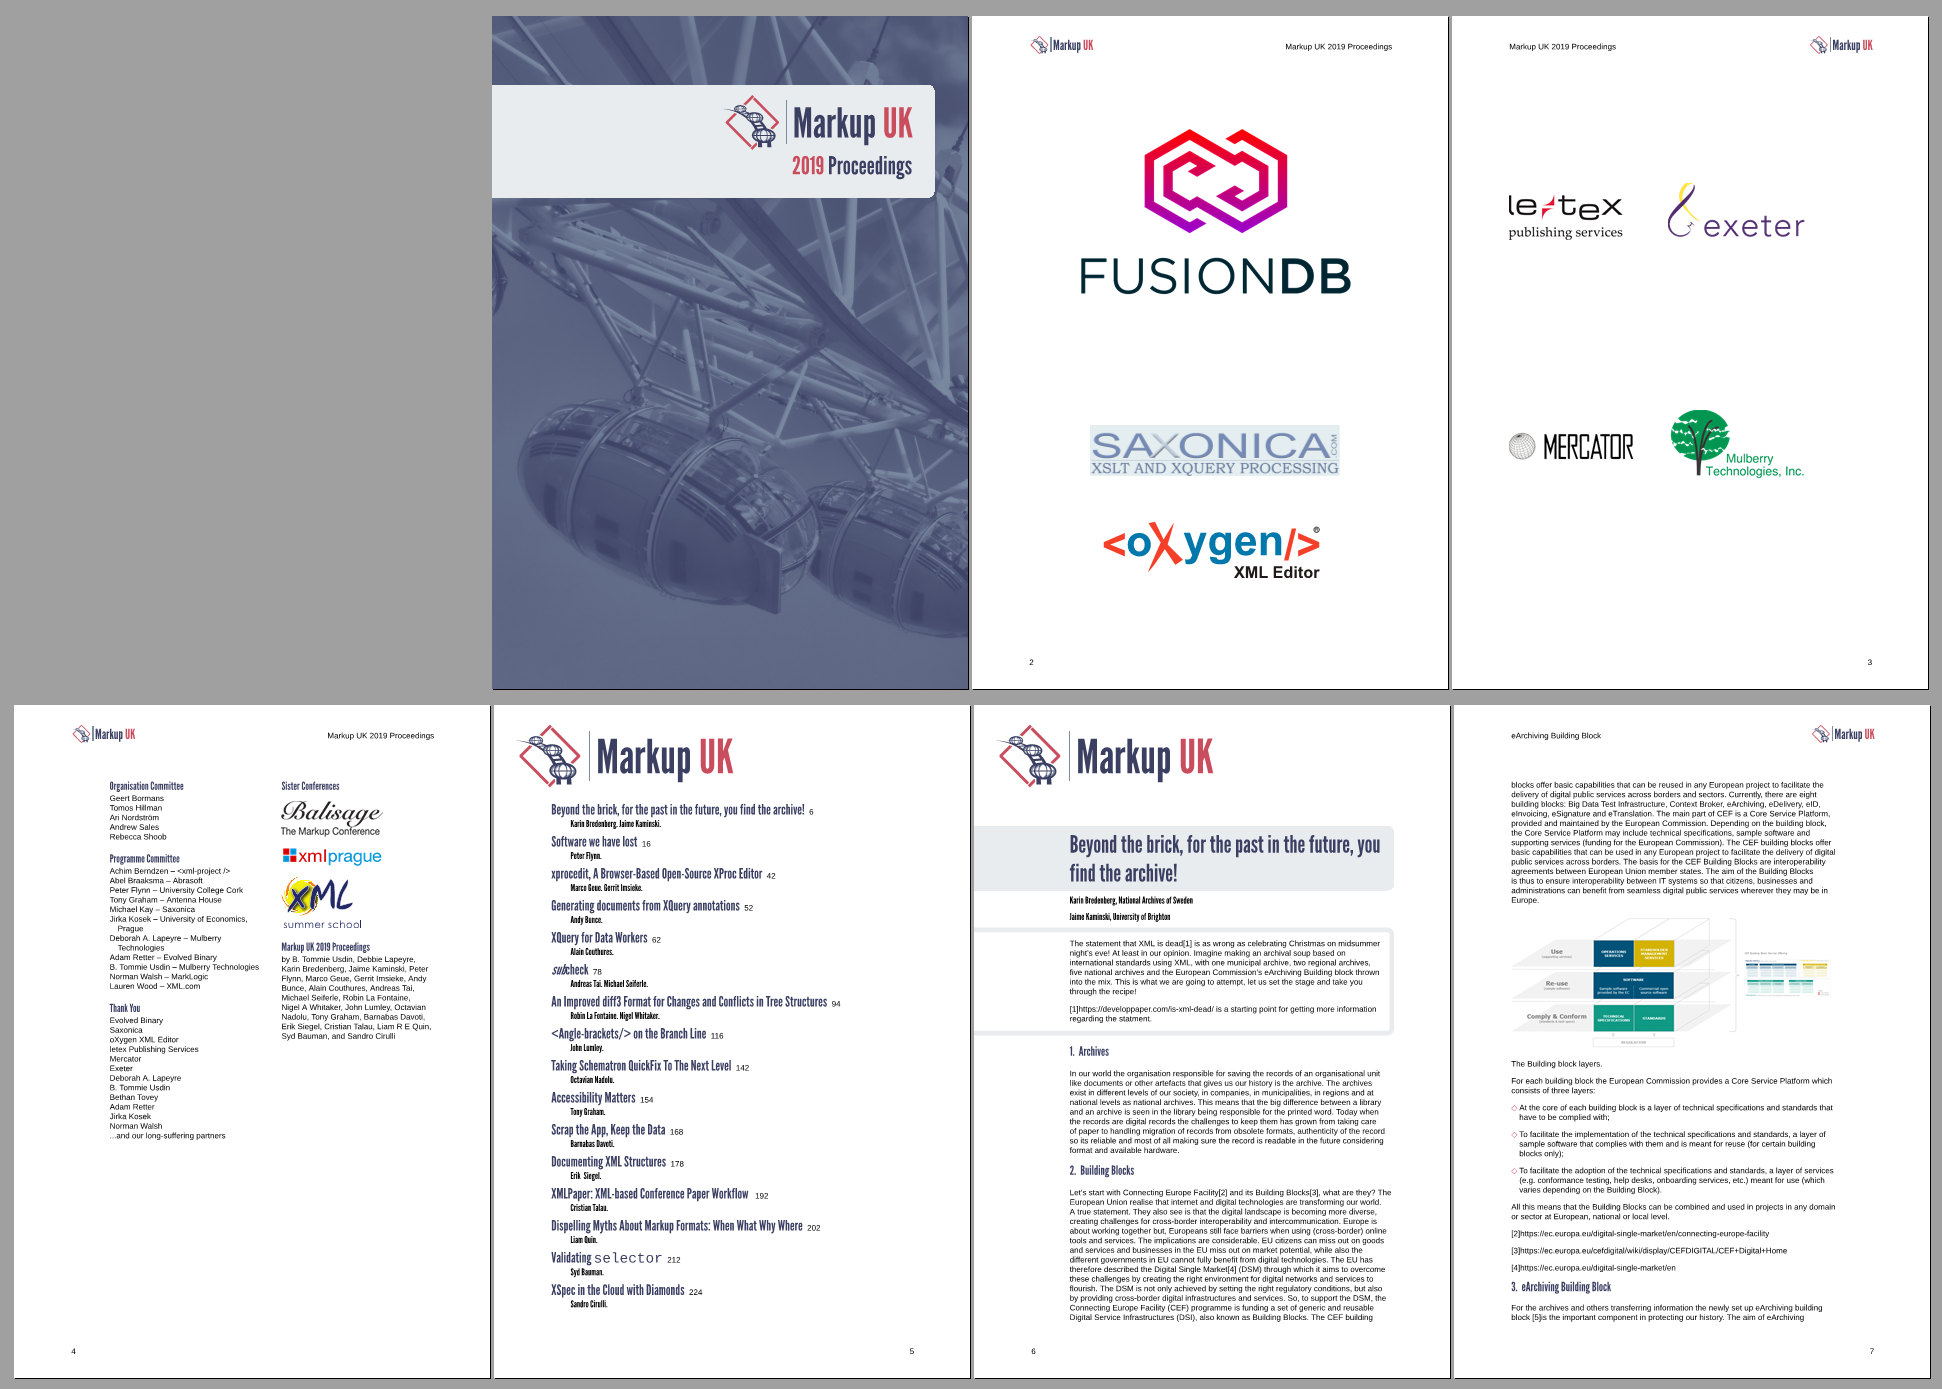 Markup UK
2019 Proceedings
Markup UK
Markup UK 2019 Proceedings
FUSIONDB
SAXONICA.COM
XSLT AND XQUERY PROCESSING
<oXygen/>®
XML Editor
2
Markup UK 2019 Proceedings
Markup UK
le-tex
publishing services
exeter
MERCATOR
Mulberry
Technologies, Inc.
3
Markup UK
Markup UK 2019 Proceedings
Organisation Committee
Geert Bormans
Tomos Hillman
Ari Nordström
Andrew Sales
Rebecca Shoob
Programme Committee
Achim Berndzen – <xml-project />
Abel Braaksma – Abrasoft
Peter Flynn – University College Cork
Tony Graham – Antenna House
Michael Kay – Saxonica
Jirka Kosek – University of Economics,
Prague
Deborah A. Lapeyre – Mulberry
Technologies
Adam Retter – Evolved Binary
B. Tommie Usdin – Mulberry Technologies
Norman Walsh – MarkLogic
Lauren Wood – XML.com
Thank You
Evolved Binary
Saxonica
oXygen XML Editor
letex Publishing Services
Mercator
Exeter
Deborah A. Lapeyre
B. Tommie Usdin
Bethan Tovey
Adam Retter
Jirka Kosek
Norman Walsh
...and our long-suffering partners
Sister Conferences
Balisage
The Markup Conference
xmlprague
XML
summer school
Markup UK 2019 Proceedings
by B. Tommie Usdin, Debbie Lapeyre,
Karin Bredenberg, Jaime Kaminski, Peter
Flynn, Marco Geue, Gerrit Imsieke, Andy
Bunce, Alain Couthures, Andreas Tai,
Michael Seiferle, Robin La Fontaine,
Nigel A Whitaker, John Lumley, Octavian
Nadolu, Tony Graham, Barnabas Davoti,
Erik Siegel, Cristian Talau, Liam R E Quin,
Syd Bauman, and Sandro Cirulli
4
Markup UK
Beyond the brick, for the past in the future, you find the archive! 6
Karin Bredenberg. Jaime Kaminski.
Software we have lost 16
Peter Flynn.
xprocedit, A Browser-Based Open-Source XProc Editor 42
Marco Geue. Gerrit Imsieke.
Generating documents from XQuery annotations 52
Andy Bunce.
XQuery for Data Workers 62
Alain Couthures.
subcheck 78
Andreas Tai. Michael Seiferle.
An Improved diff3 Format for Changes and Conflicts in Tree Structures 94
Robin La Fontaine. Nigel Whitaker.
<Angle-brackets/> on the Branch Line 116
John Lumley.
Taking Schematron QuickFix To The Next Level 142
Octavian Nadolu.
Accessibility Matters 154
Tony Graham.
Scrap the App, Keep the Data 168
Barnabas Davoti.
Documenting XML Structures 178
Erik Siegel.
XMLPaper: XML-based Conference Paper Workflow 192
Cristian Talau.
Dispelling Myths About Markup Formats: When What Why Where 202
Liam Quin.
Validating selector 212
Syd Bauman.
XSpec in the Cloud with Diamonds 224
Sandro Cirulli.
5
Markup UK
Beyond the brick, for the past in the future, you
find the archive!
Karin Bredenberg, National Archives of Sweden
Jaime Kaminski, University of Brighton
The statement that XML is dead[1] is as wrong as celebrating Christmas on midsummer
night's eve! At least in our opinion. Imagine making an archival soup based on
international standards using XML, with one municipal archive, two regional archives,
five national archives and the European Commission's eArchiving Building block thrown
into the mix. This is what we are going to attempt, let us set the stage and take you
through the recipe!
[1]https://developpaper.com/is-xml-dead/ is a starting point for getting more information
regarding the statment.
1. Archives
In our world the organisation responsible for saving the records of an organisational unit
like documents or other artefacts that gives us our history is the archive. The archives
exist in different levels of our society, in companies, in municipalities, in regions and at
national levels as national archives. This means that the big difference between a library
and an archive is seen in the library being responsible for the printed word. Today when
the records are digital records the challenges to keep them has grown from taking care
of paper to handling migration of records from obsolete formats, authenticity of the record
so its reliable and most of all making sure the record is readable in the future considering
format and available hardware.
2. Building Blocks
Let's start with Connecting Europe Facility[2] and its Building Blocks[3], what are they? The
European Union realise that internet and digital technologies are transforming our world.
A true statement. They also see is that the digital landscape is becoming more diverse,
creating challenges for cross-border interoperability and intercommunication. Europe is
about working together but, Europeans still face barriers when using (cross-border) online
tools and services. The implications are considerable. EU citizens can miss out on goods
and services and businesses in the EU miss out on market potential, while also the
different governments in EU cannot fully benefit from digital technologies. The EU has
therefore described the Digital Single Market[4] (DSM) through which it aims to overcome
these challenges by creating the right environment for digital networks and services to
flourish. The DSM is not only achieved by setting the right regulatory conditions, but also
by providing cross-border digital infrastructures and services. So, to support the DSM, the
Connecting Europe Facility (CEF) programme is funding a set of generic and reusable
Digital Service Infrastructures (DSI), also known as Building Blocks. The CEF building
6
eArchiving Building Block
Markup UK
blocks offer basic capabilities that can be reused in any European project to facilitate the
delivery of digital public services across borders and sectors. Currently, there are eight
building blocks: Big Data Test Infrastructure, Context Broker, eArchiving, eDelivery, eID,
eInvoicing, eSignature and eTranslation. The main part of CEF is a Core Service Platform,
provided and maintained by the European Commission. Depending on the building block,
the Core Service Platform may include technical specifications, sample software and
supporting services (funding for the European Commission). The CEF building blocks offer
basic capabilities that can be used in any European project to facilitate the delivery of digital
public services across borders. The basis for the CEF Building Blocks are interoperability
agreements between European Union member states. The aim of the Building Blocks
is thus to ensure interoperability between IT systems so that citizens, businesses and
administrations can benefit from seamless digital public services wherever they may be in
Europe.
Use
OPERATIONS
SERVICES
STAKEHOLDER
MANAGEMENT
SERVICES
Re-use
SOFTWARE
Sample software
provided by the EC
Commercial open
source software
Comply & Conform
TECHNICAL
SPECIFICATIONS
STANDARDS
REGULATION
The Building block layers.
For each building block the European Commission provides a Core Service Platform which
consists of three layers:
◇ At the core of each building block is a layer of technical specifications and standards that
have to be complied with;
◇ To facilitate the implementation of the technical specifications and standards, a layer of
sample software that complies with them and is meant for reuse (for certain building
blocks only);
◇ To facilitate the adoption of the technical specifications and standards, a layer of services
(e.g. conformance testing, help desks, onboarding services, etc.) meant for use (which
varies depending on the Building Block).
All this means that the Building Blocks can be combined and used in projects in any domain
or sector at European, national or local level.
[2]https://ec.europa.eu/digital-single-market/en/connecting-europe-facility
[3]https://ec.europa.eu/cefdigital/wiki/display/CEFDIGITAL/CEF+Digital+Home
[4]https://ec.europa.eu/digital-single-market/en
3. eArchiving Building Block
For the archives and others transferring information the newly set up eArchiving building
block [5]is the important component in protecting our history. The aim of eArchiving
7